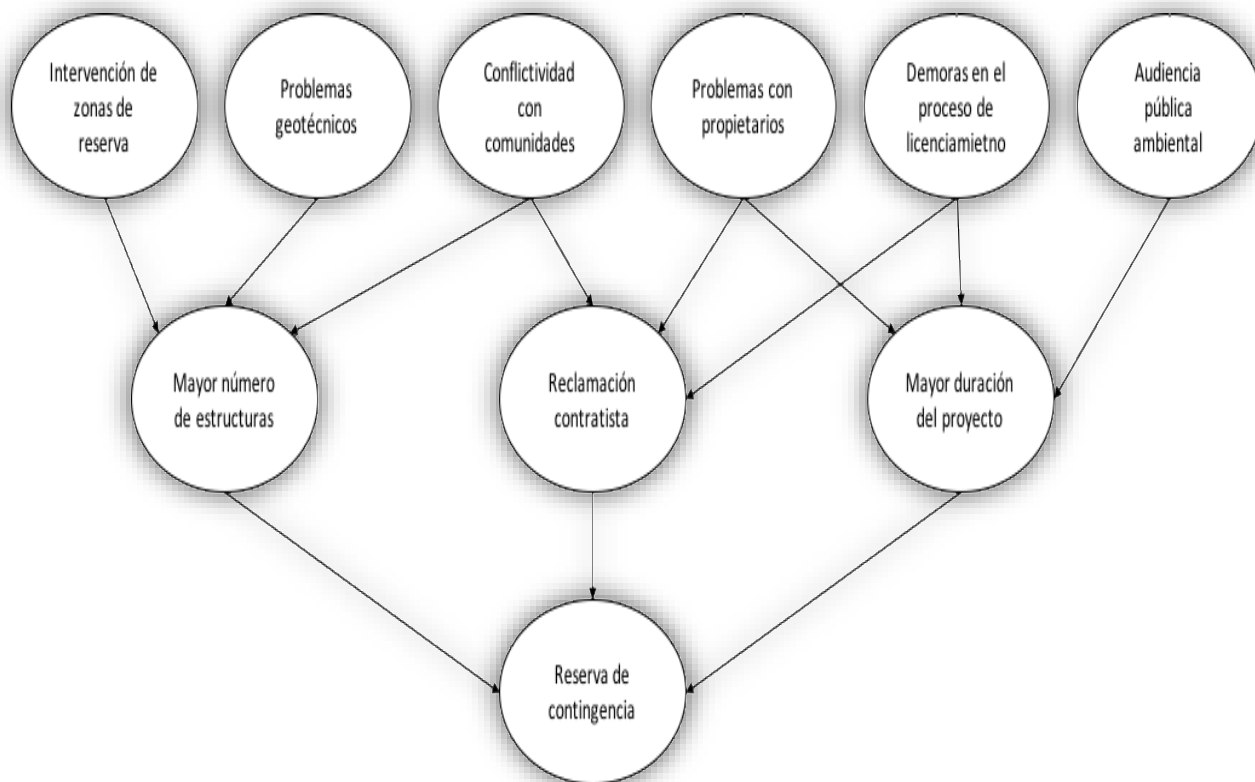 Intervención de
zonas de
reserva
Problemas
geotécnicos
Conflictividad
con
comunidades
Problemas con
propietarios
Demoras en el
proceso de
licenciamietno
Audiencia
pública
ambiental
Mayor número
de estructuras
Reclamación
contratista
Mayor duración
del proyecto
Reserva de
contingencia